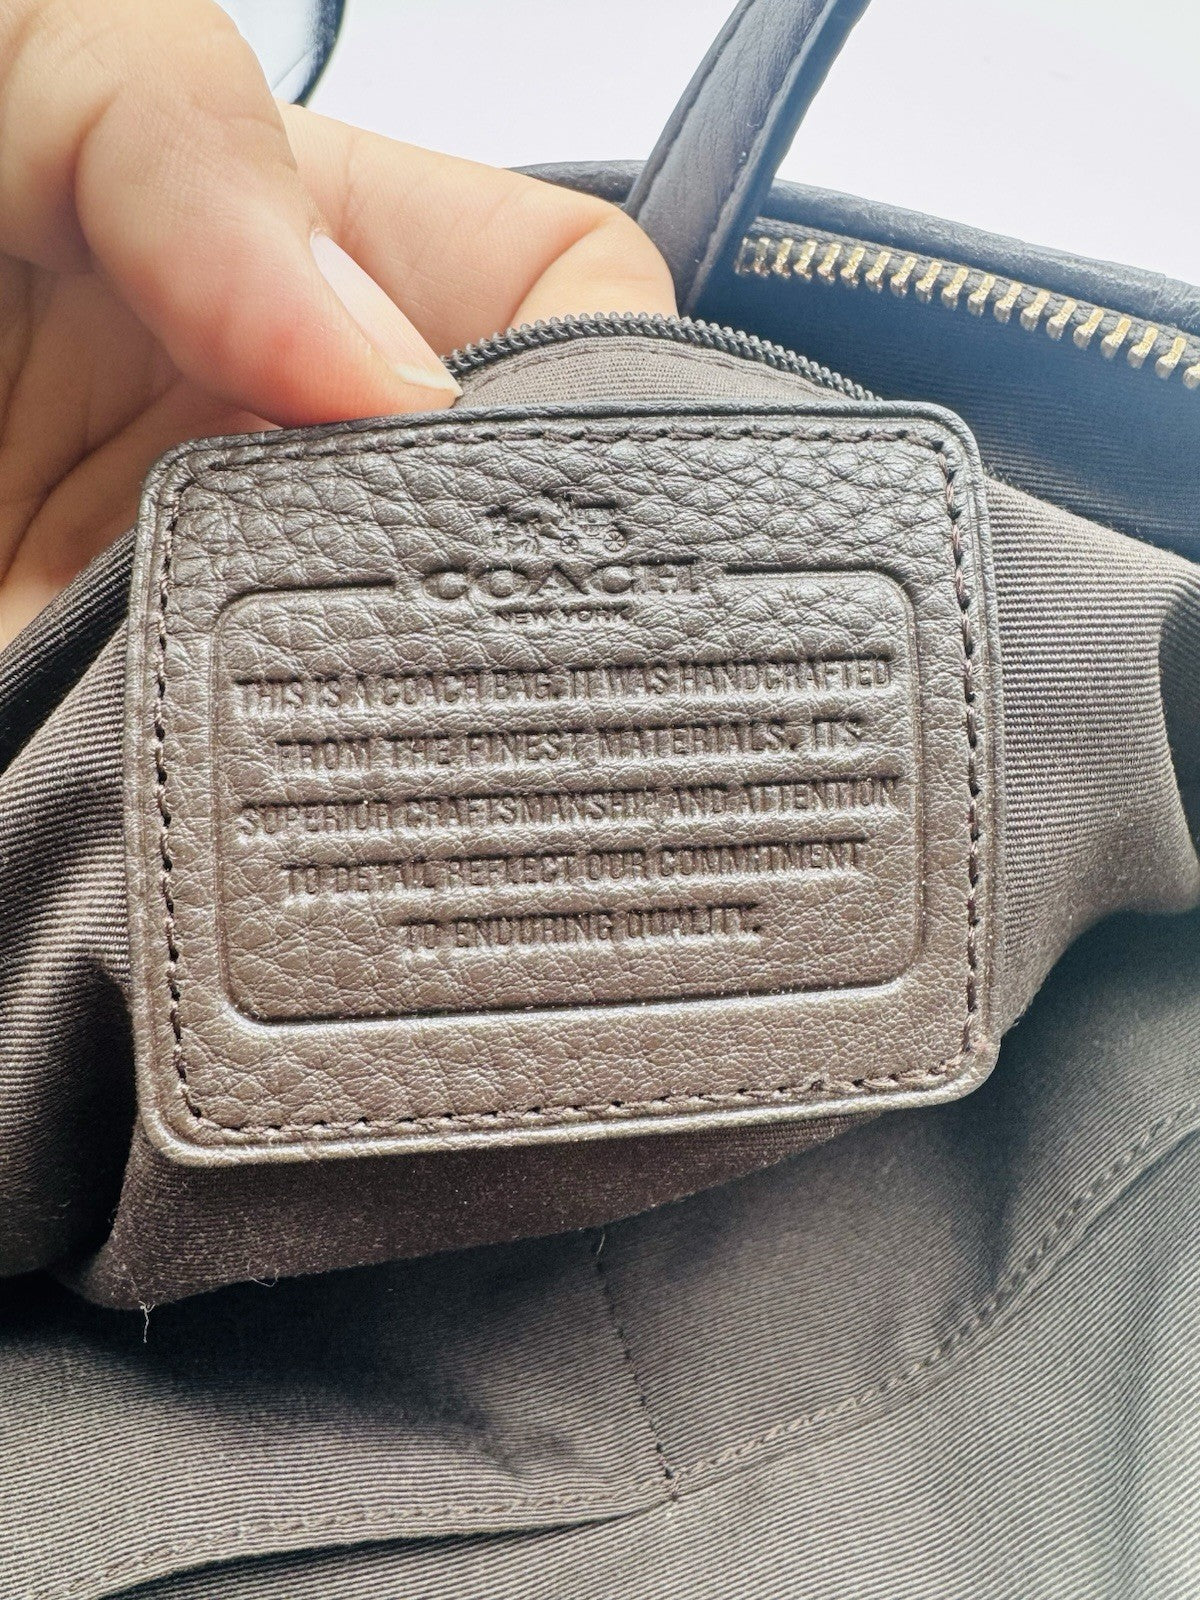 COACH
NEW YORK
THIS IS A COACH BAG. IT WAS HANDCRAFTED
FROM THE FINEST MATERIALS. ITS
SUPERIOR CRAFTSMANSHIP AND ATTENTION
TO DETAIL REFLECT OUR COMMITMENT
TO ENDURING QUALITY.